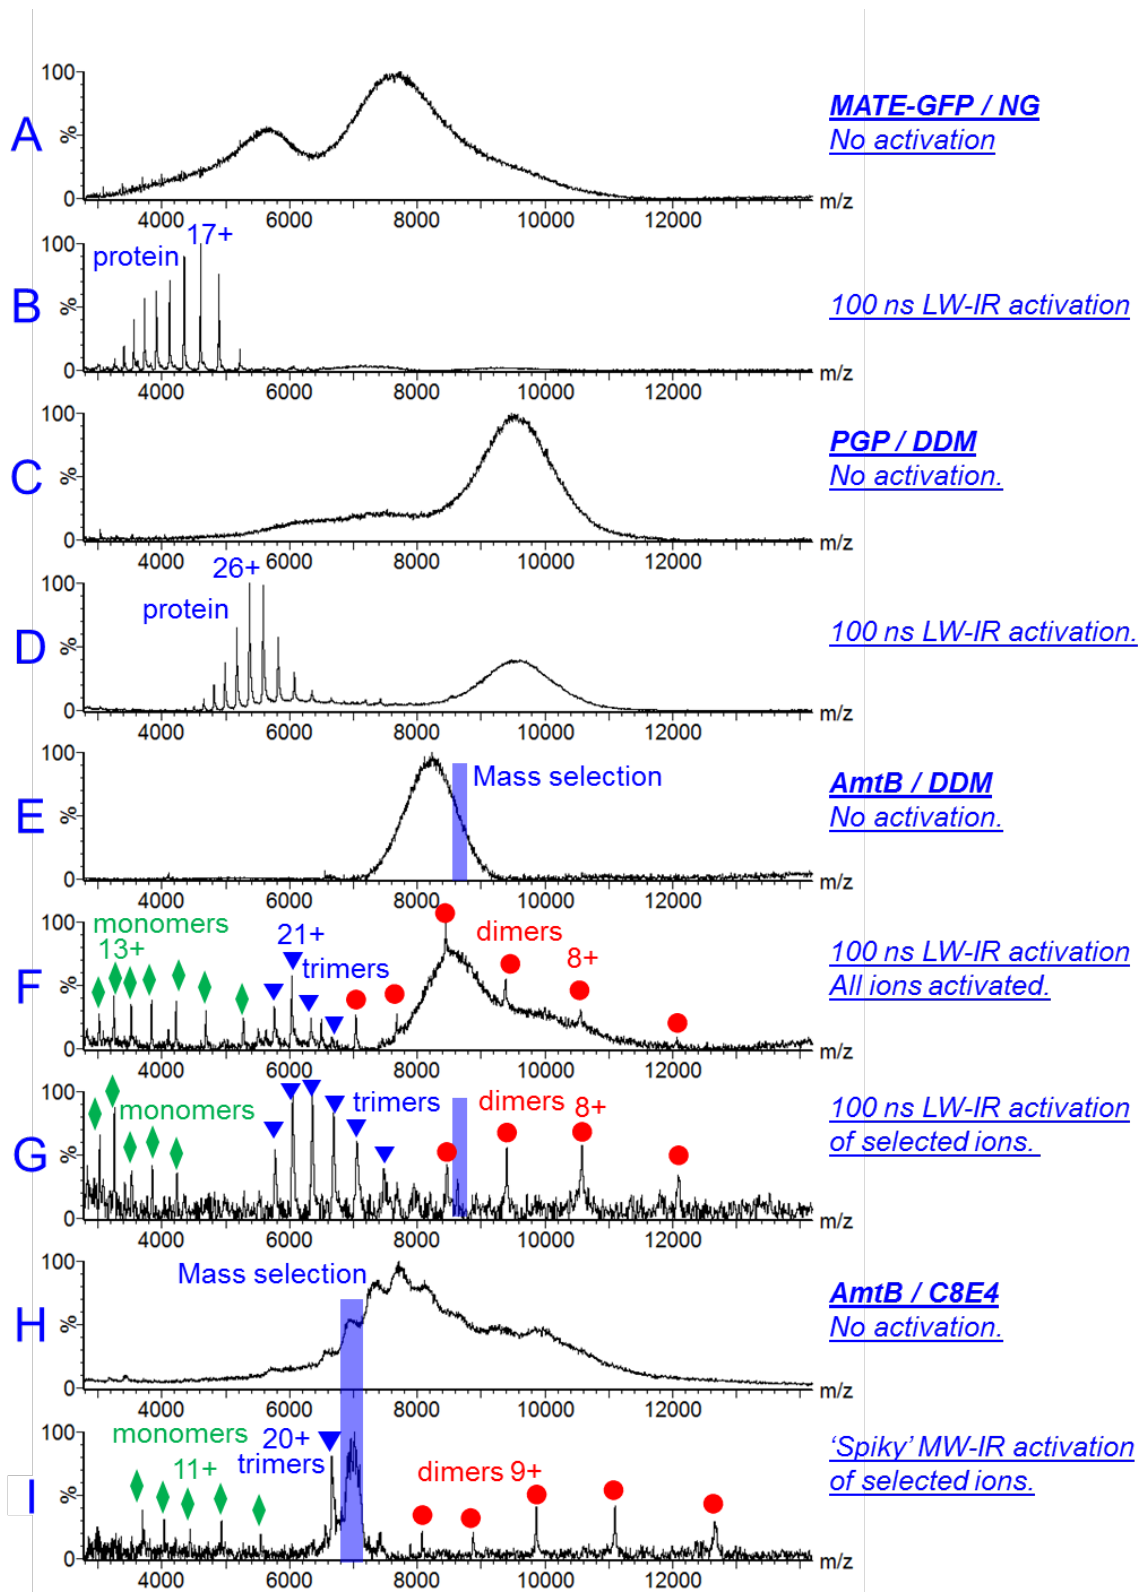 100
A
%
0
4000 6000 8000 10000 12000 m/z
MATE-GFP / NG
No activation
17+
100
protein
B
%
0
4000 6000 8000 10000 12000 m/z
100 ns LW-IR activation
100
C
%
0
4000 6000 8000 10000 12000 m/z
PGP / DDM
No activation.
26+
100
protein
D
%
0
4000 6000 8000 10000 12000 m/z
100 ns LW-IR activation.
100
Mass selection
E
%
0
4000 6000 8000 10000 12000 m/z
AmtB / DDM
No activation.
100
monomers 21+ dimers
13+ trimers 8+
F
%
0
4000 6000 8000 10000 12000 m/z
100 ns LW-IR activation
All ions activated.
100
monomers trimers dimers 8+
G
%
0
4000 6000 8000 10000 12000 m/z
100 ns LW-IR activation
of selected ions.
100
Mass selection
H
%
0
4000 6000 8000 10000 12000 m/z
AmtB / C8E4
No activation.
100
monomers 20+
11+ trimers dimers 9+
I
%
0
4000 6000 8000 10000 12000 m/z
‘Spiky’ MW-IR activation
of selected ions.